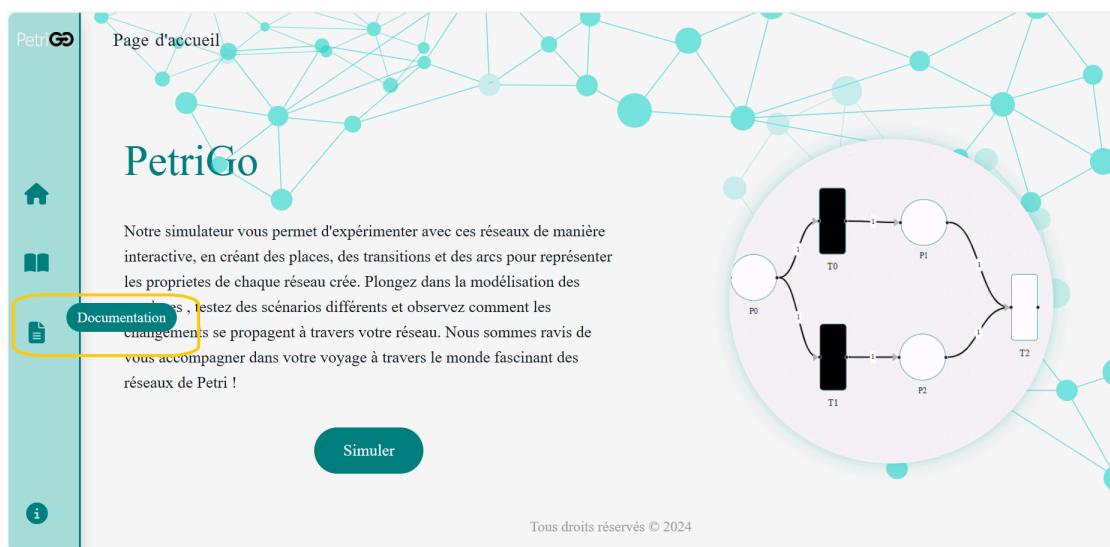 PetriGO
Page d'accueil
PetriGo
Notre simulateur vous permet d'expérimenter avec ces réseaux de manière
interactive, en créant des places, des transitions et des arcs pour représenter
les proprietes de chaque réseau crée. Plongez dans la modélisation des
, testez des scénarios différents et observez comment les
Documentation
changements se propagent à travers votre réseau. Nous sommes ravis de
vous accompagner dans votre voyage à travers le monde fascinant des
réseaux de Petri !
Simuler
P0
1
T0
1
P1
1
1
T1
1
P2
1
T2
Tous droits réservés © 2024